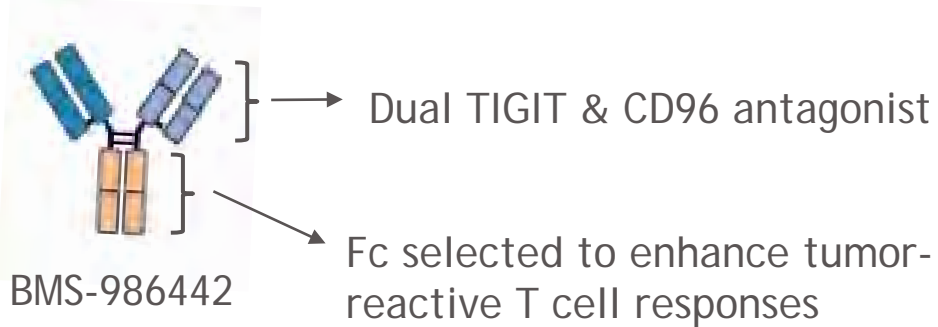 Dual TIGIT & CD96 antagonist
Fc selected to enhance tumor-
reactive T cell responses
BMS-986442